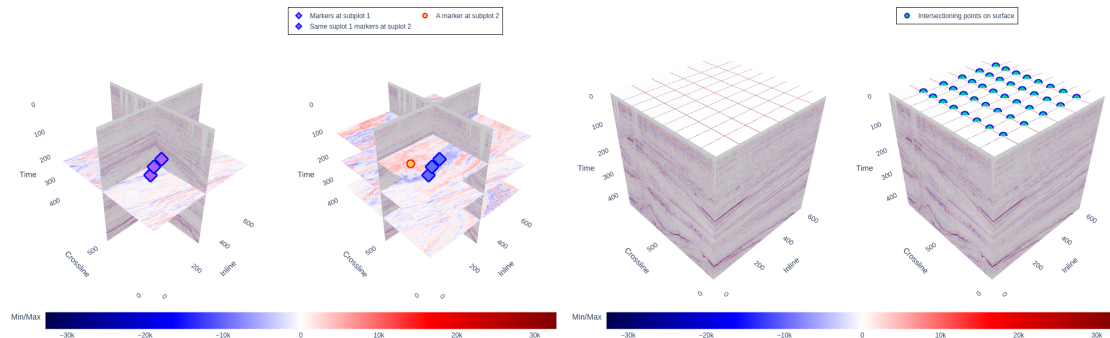 Markers at subplot 1
A marker at subplot 2
Same suplot 1 markers at suplot 2
Intersectioning points on surface
0
100
200
300
400
Time
Crossline
500
0
0
200
400
600
Inline
0
100
200
300
400
Time
Crossline
500
0
0
200
400
600
Inline
0
100
200
300
400
Time
Crossline
500
0
0
200
400
600
Inline
0
100
200
300
400
Time
Crossline
500
0
0
200
400
600
Inline
Min/Max
−30k
−20k
−10k
0
10k
20k
30k
Min/Max
−30k
−20k
−10k
0
10k
20k
30k